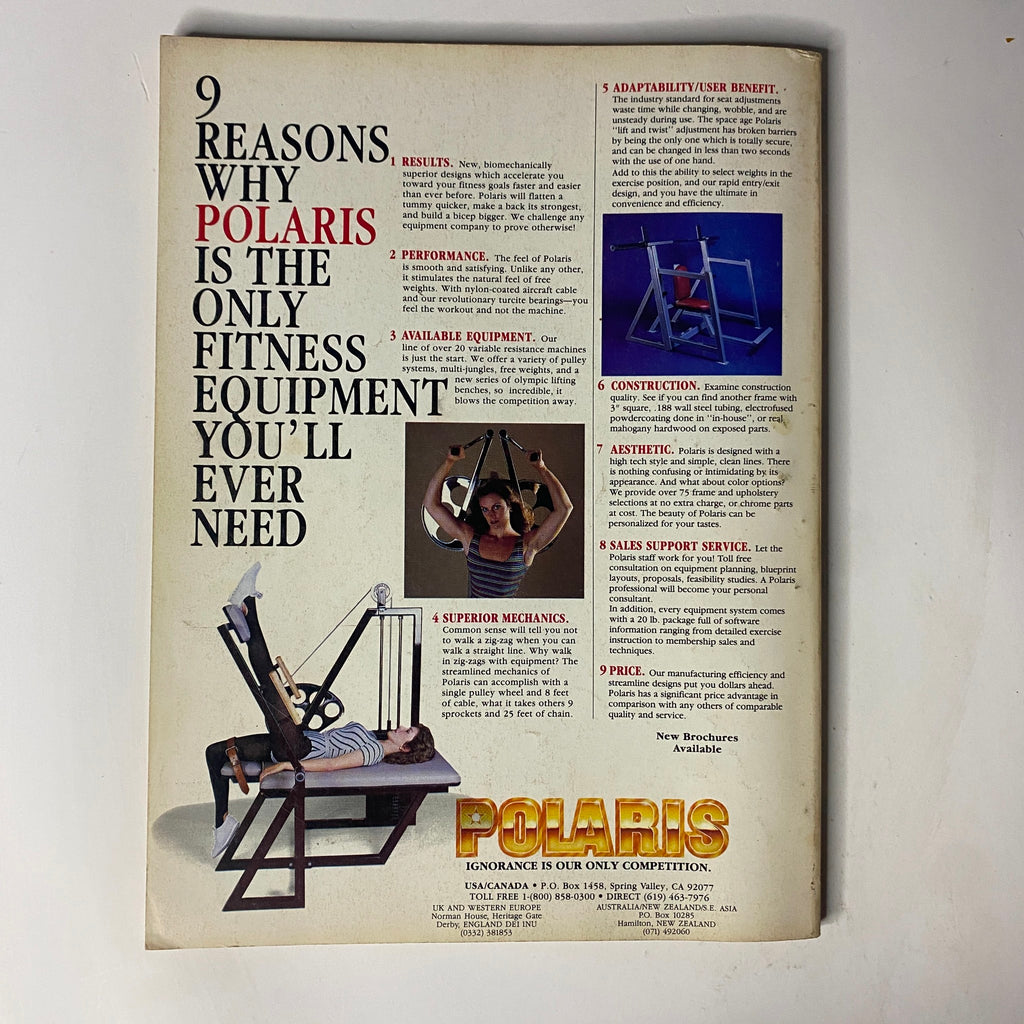 9
REASONS
WHY
POLARIS
IS THE
ONLY
FITNESS
EQUIPMENT
YOU'LL
EVER
NEED
1 RESULTS. New, biomechanically
superior designs which accelerate you
toward your fitness goals faster and easier
than ever before. Polaris will flatten a
tummy quicker, make a back its strongest,
and build a bicep bigger. We challenge any
equipment company to prove otherwise!
2 PERFORMANCE. The feel of Polaris
is smooth and satisfying. Unlike any other,
it stimulates the natural feel of free
weights. With nylon-coated aircraft cable
and our revolutionary turcite bearings—you
feel the workout and not the machine.
3 AVAILABLE EQUIPMENT. Our
line of over 20 variable resistance machines
is just the start. We offer a variety of pulley
systems, multi-jungles, free weights, and a
new series of olympic lifting
benches, so incredible, it
blows the competition away.
4 SUPERIOR MECHANICS.
Common sense will tell you not
to walk a zig-zag when you can
walk a straight line. Why walk
in zig-zags with equipment? The
streamlined mechanics of
Polaris can accomplish with a
single pulley wheel and 8 feet
of cable, what it takes others 9
sprockets and 25 feet of chain.
5 ADAPTABILITY/USER BENEFIT.
The industry standard for seat adjustments
waste time while changing, wobble, and are
unsteady during use. The space age Polaris
"lift and twist" adjustment has broken barriers
by being the only one which is totally secure,
and can be changed in less than two seconds
with the use of one hand.
Add to this the ability to select weights in the
exercise position, and our rapid entry/exit
design, and you have the ultimate in
convenience and efficiency.
6 CONSTRUCTION. Examine construction
quality. See if you can find another frame with
3" square, .188 wall steel tubing, electrofused
powdercoating done in "in-house", or real
mahogany hardwood on exposed parts.
7 AESTHETIC. Polaris is designed with a
high tech style and simple, clean lines. There
is nothing confusing or intimidating by its
appearance. And what about color options?
We provide over 75 frame and upholstery
selections at no extra charge, or chrome parts
at cost. The beauty of Polaris can be
personalized for your tastes.
8 SALES SUPPORT SERVICE. Let the
Polaris staff work for you! Toll free
consultation on equipment planning, blueprint
layouts, proposals, feasibility studies. A Polaris
professional will become your personal
consultant.
In addition, every equipment system comes
with a 20 lb. package full of software
information ranging from detailed exercise
instruction to membership sales and
techniques.
9 PRICE. Our manufacturing efficiency and
streamline designs put you dollars ahead.
Polaris has a significant price advantage in
comparison with any others of comparable
quality and service.
New Brochures
Available
POLARIS
IGNORANCE IS OUR ONLY COMPETITION.
USA/CANADA • P.O. Box 1458, Spring Valley, CA 92077
TOLL FREE 1-(800) 858-0300 • DIRECT (619) 463-7976
UK AND WESTERN EUROPE
Norman House, Heritage Gate
Derby, ENGLAND DE1 1NU
(0332) 381853
AUSTRALIA/NEW ZEALAND/S.E. ASIA
P.O. Box 10285
Hamilton, NEW ZEALAND
(071) 492060